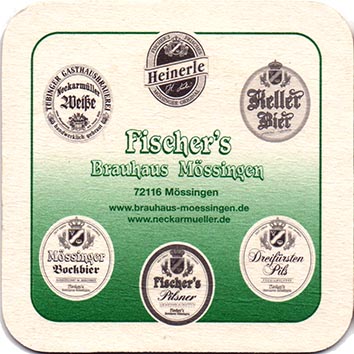 TÜBINGER GASTHAUSBRAUEREI
Neckarmüller
Weiße
handwerklich gebraut
Heinerle
Keller
Bier
Fischer's
Brauhaus Mössingen
72116 Mössingen
www.brauhaus-moessingen.de
www.neckarmueller.de
Mössinger
Bockbier
Fischer's
Pilsner
Dreifürsten
Pils